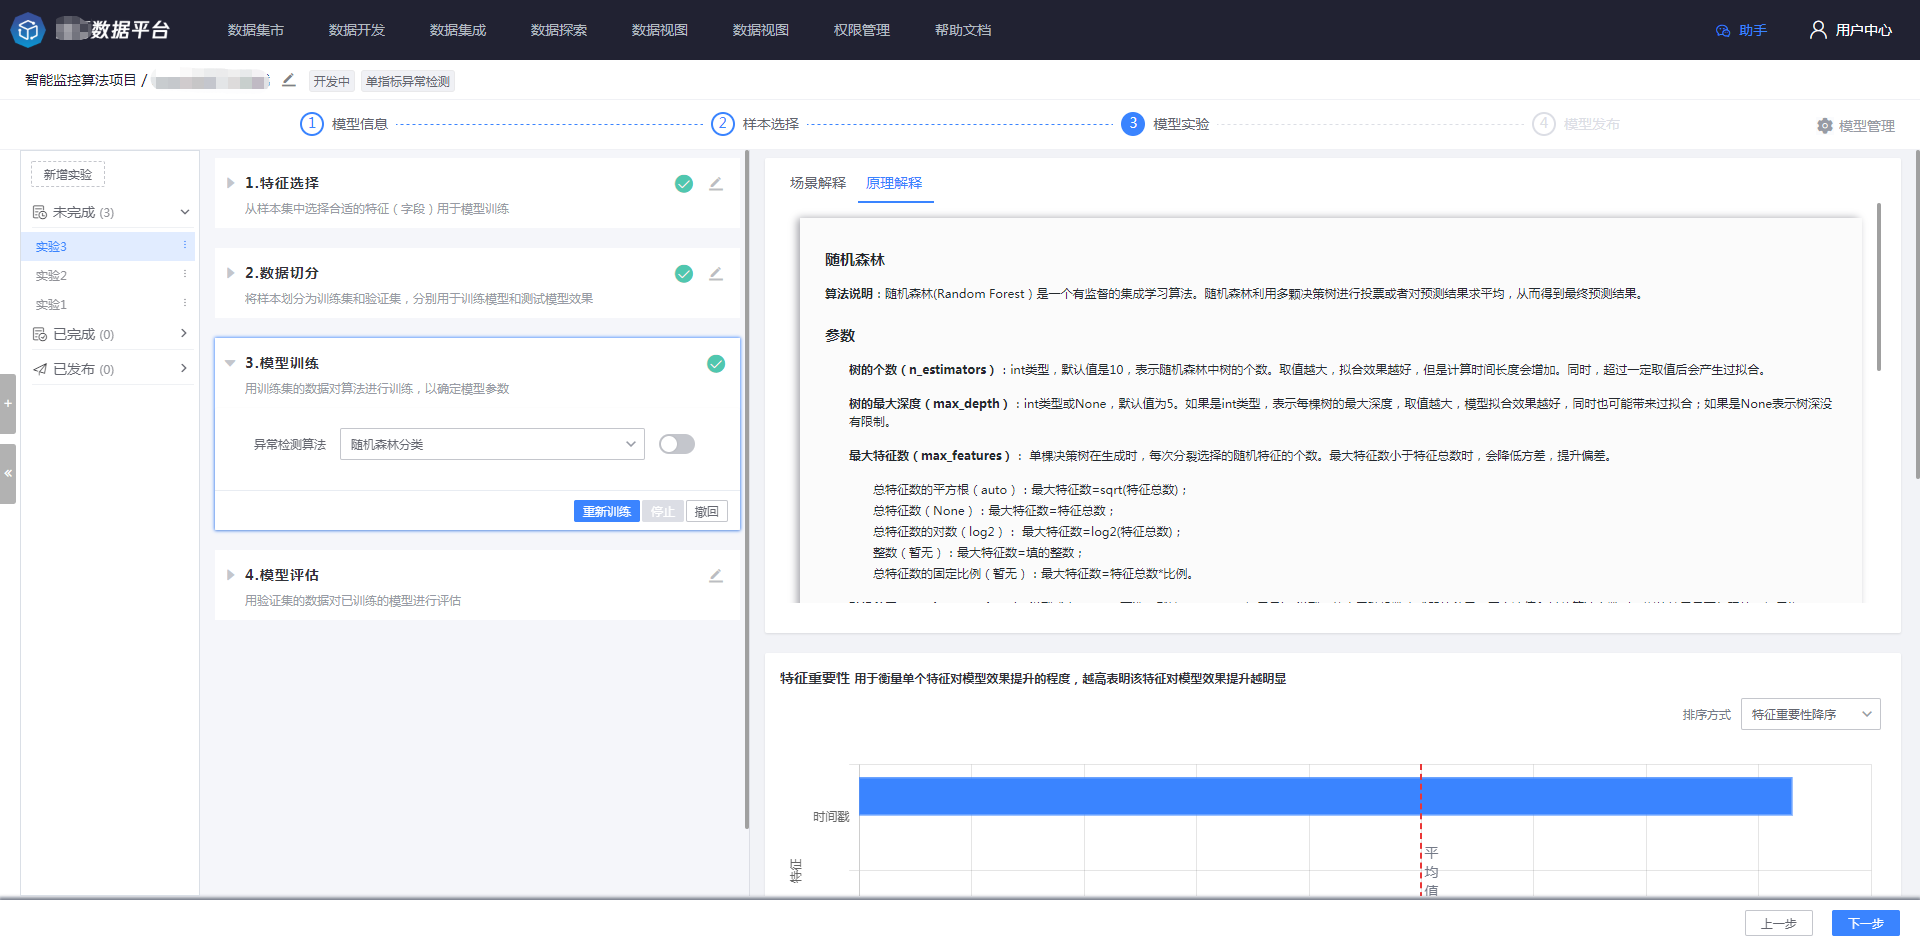 数据平台
数据集市 数据开发 数据集成 数据探索 数据视图 数据视图 权限管理 帮助文档
助手 用户中心
智能监控算法项目 /
开发中 单指标异常检测
1 模型信息 2 样本选择 3 模型实验 4 模型发布
模型管理
新增实验
未完成 (3)
实验3
实验2
实验1
已完成 (0)
已发布 (0)
+
«
1.特征选择
从样本集中选择合适的特征（字段）用于模型训练
2.数据切分
将样本划分为训练集和验证集，分别用于训练模型和测试模型效果
3.模型训练
用训练集的数据对算法进行训练，以确定模型参数
异常检测算法 随机森林分类
重新训练 停止 撤回
4.模型评估
用验证集的数据对已训练的模型进行评估
场景解释 原理解释
随机森林
算法说明：随机森林(Random Forest）是一个有监督的集成学习算法。随机森林利用多颗决策树进行投票或者对预测结果求平均，从而得到最终预测结果。
参数
树的个数（n_estimators）：int类型，默认值是10，表示随机森林中树的个数。取值越大，拟合效果越好，但是计算时间长度会增加。同时，超过一定取值后会产生过拟合。
树的最大深度（max_depth）：int类型或None，默认值为5。如果是int类型，表示每棵树的最大深度，取值越大，模型拟合效果越好，同时也可能带来过拟合；如果是None表示树深没
有限制。
最大特征数（max_features）： 单棵决策树在生成时，每次分裂选择的随机特征的个数。最大特征数小于特征总数时，会降低方差，提升偏差。
总特征数的平方根（auto）：最大特征数=sqrt(特征总数)；
总特征数（None）：最大特征数=特征总数；
总特征数的对数（log2）： 最大特征数=log2(特征总数)；
整数（暂无）：最大特征数=填的整数；
总特征数的固定比例（暂无）：最大特征数=特征总数*比例。
特征重要性 用于衡量单个特征对模型效果提升的程度，越高表明该特征对模型效果提升越明显
排序方式 特征重要性降序
时间戳
特征
平均值
上一步 下一步